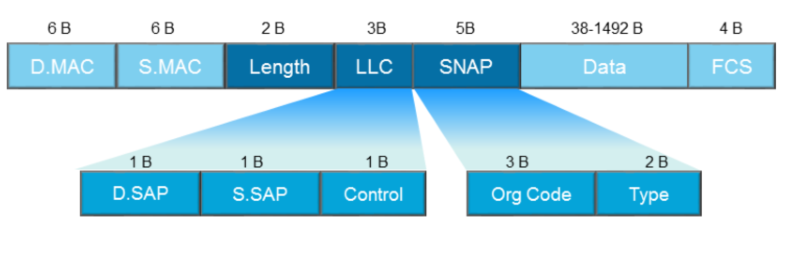 6 B 6 B 2 B 3B 5B 38-1492 B 4 B
D.MAC S.MAC Length LLC SNAP Data FCS
1 B 1 B 1 B 3 B 2 B
D.SAP S.SAP Control Org Code Type